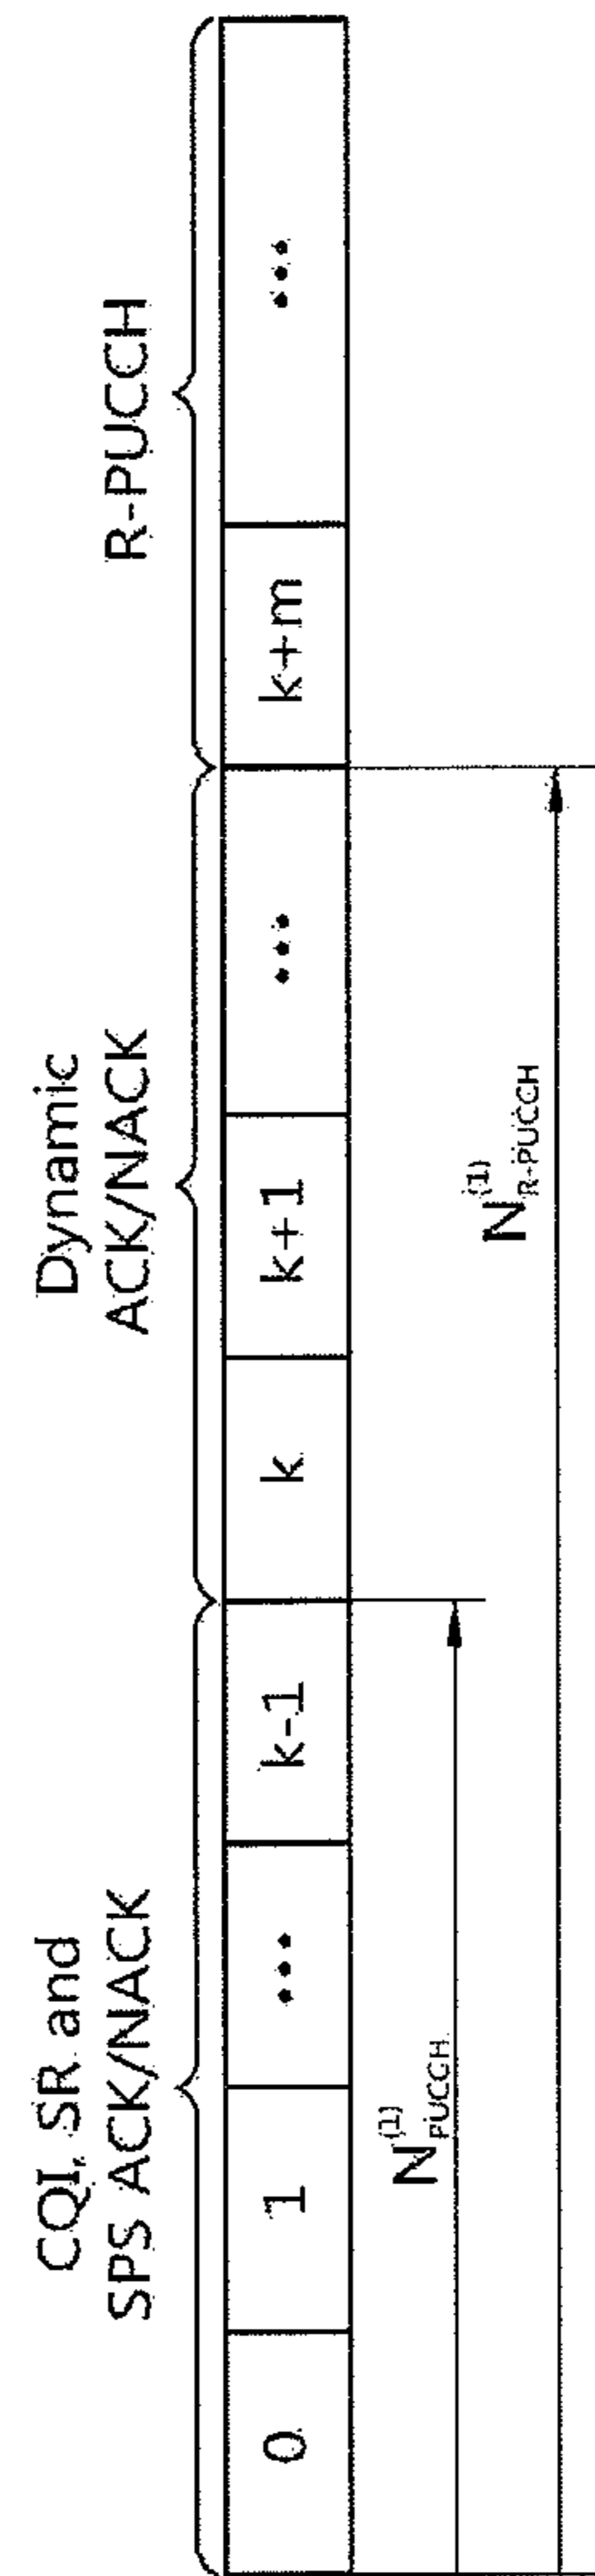 CQI, SR and
SPS ACK/NACK
Dynamic
ACK/NACK
R-PUCCH
0 1 ... k-1 k k+1 ... k+m ...
N(1)PUCCH
N(1)R-PUCCH